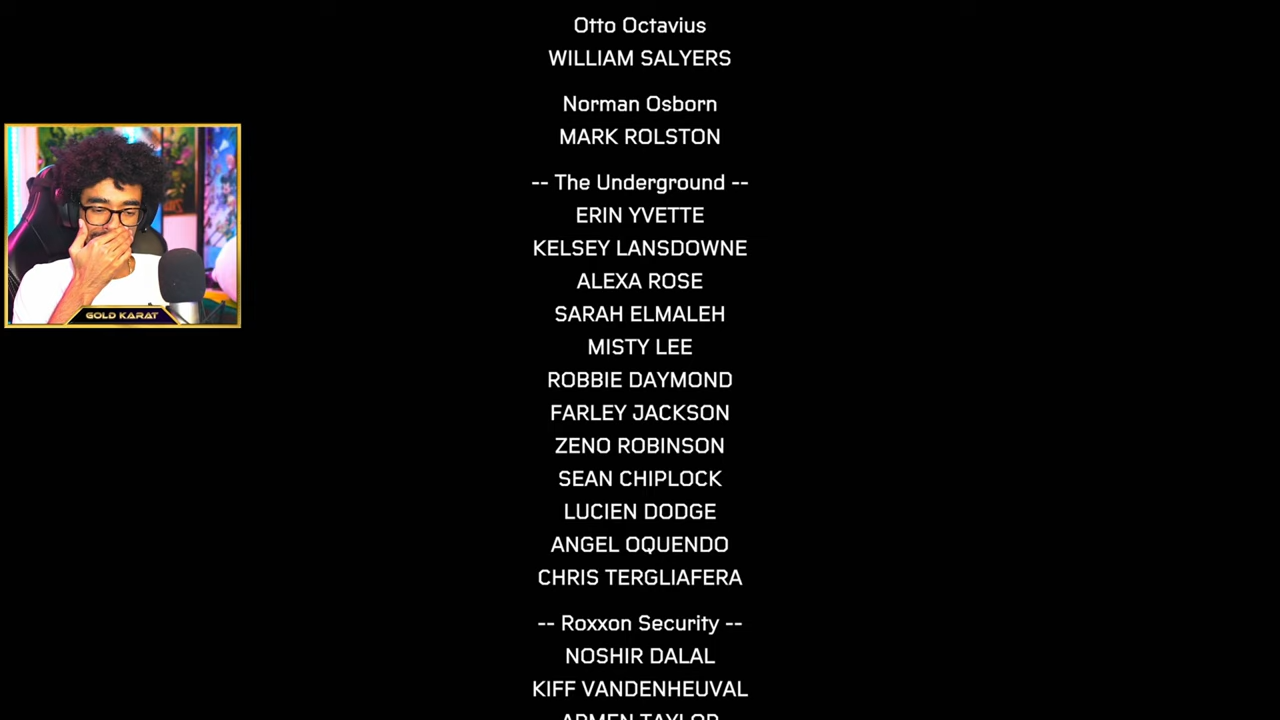 Otto Octavius
WILLIAM SALYERS
Norman Osborn
MARK ROLSTON
-- The Underground --
ERIN YVETTE
KELSEY LANSDOWNE
ALEXA ROSE
SARAH ELMALEH
MISTY LEE
ROBBIE DAYMOND
FARLEY JACKSON
ZENO ROBINSON
SEAN CHIPLOCK
LUCIEN DODGE
ANGEL OQUENDO
CHRIS TERGLIAFERA
-- Roxxon Security --
NOSHIR DALAL
KIFF VANDENHEUVAL
ARMEN TAYLOR
GOLD KARAT